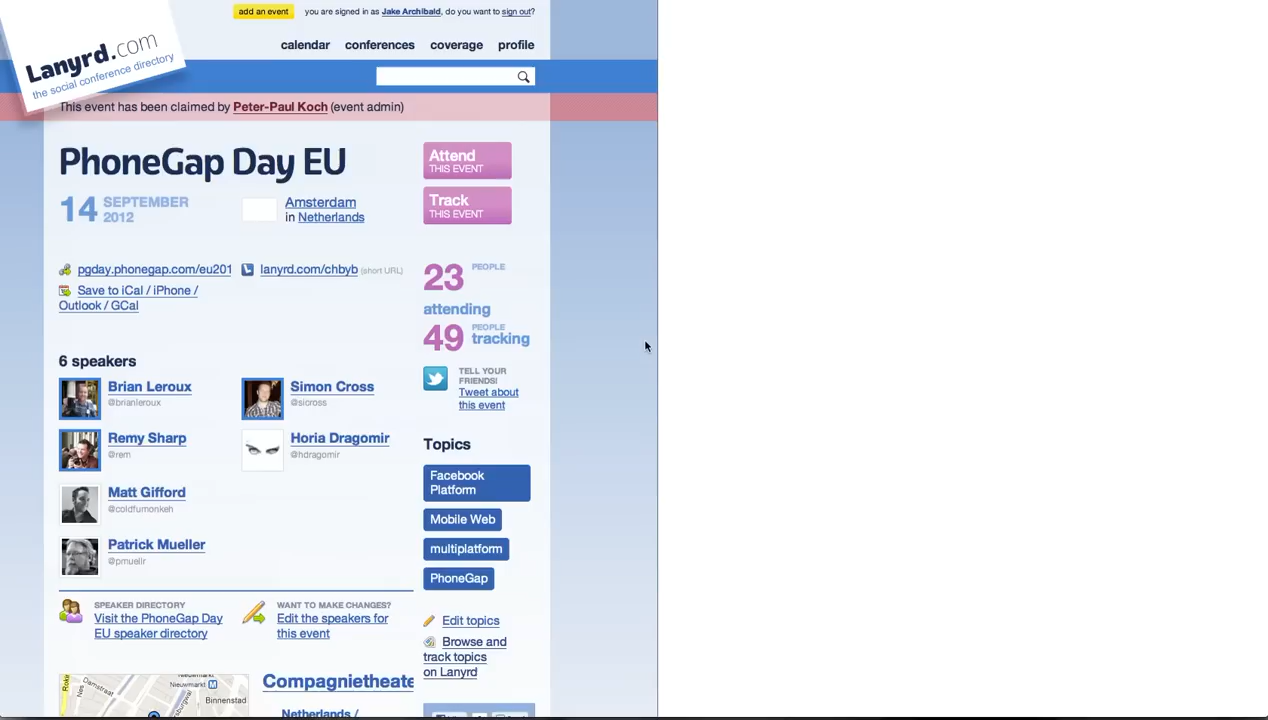 add an event
you are signed in as Jake Archibald, do you want to sign out?
Lanyrd.com
the social conference directory
calendar conferences coverage profile
This event has been claimed by Peter-Paul Koch (event admin)
PhoneGap Day EU
14 SEPTEMBER 2012
Amsterdam
in Netherlands
Attend
THIS EVENT
Track
THIS EVENT
pgday.phonegap.com/eu201
lanyrd.com/chbyb (short URL)
Save to iCal / iPhone /
Outlook / GCal
23 PEOPLE
attending
49 PEOPLE
tracking
TELL YOUR
FRIENDS!
Tweet about
this event
6 speakers
Brian Leroux
@brianleroux
Simon Cross
@sicross
Remy Sharp
@rem
Horia Dragomir
@hdragomir
Matt Gifford
@coldfumonkeh
Patrick Mueller
@pmuellr
Topics
Facebook
Platform
Mobile Web
multiplatform
PhoneGap
Edit topics
Browse and
track topics
on Lanyrd
SPEAKER DIRECTORY
Visit the PhoneGap Day
EU speaker directory
WANT TO MAKE CHANGES?
Edit the speakers for
this event
Damstraat
Nieuwmarkt
Binnenstad
Compagnietheate
Netherlands /